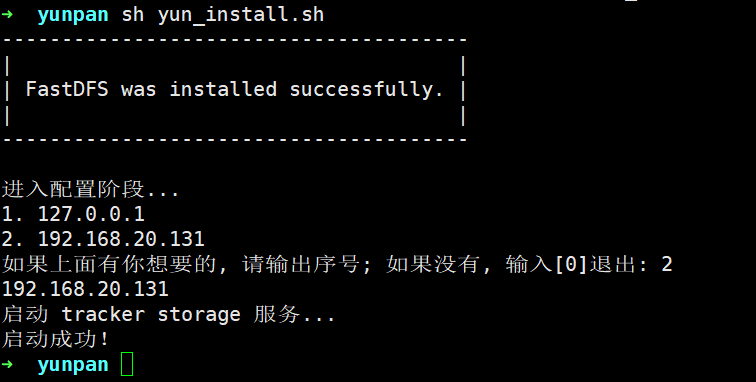 ➜  yunpan sh yun_install.sh
---------------------------------------
|                                     |
| FastDFS was installed successfully. |
|                                     |
---------------------------------------
进入配置阶段...
1. 127.0.0.1
2. 192.168.20.131
如果上面有你想要的, 请输出序号; 如果没有, 输入[0]退出: 2
192.168.20.131
启动 tracker storage 服务...
启动成功!
➜  yunpan